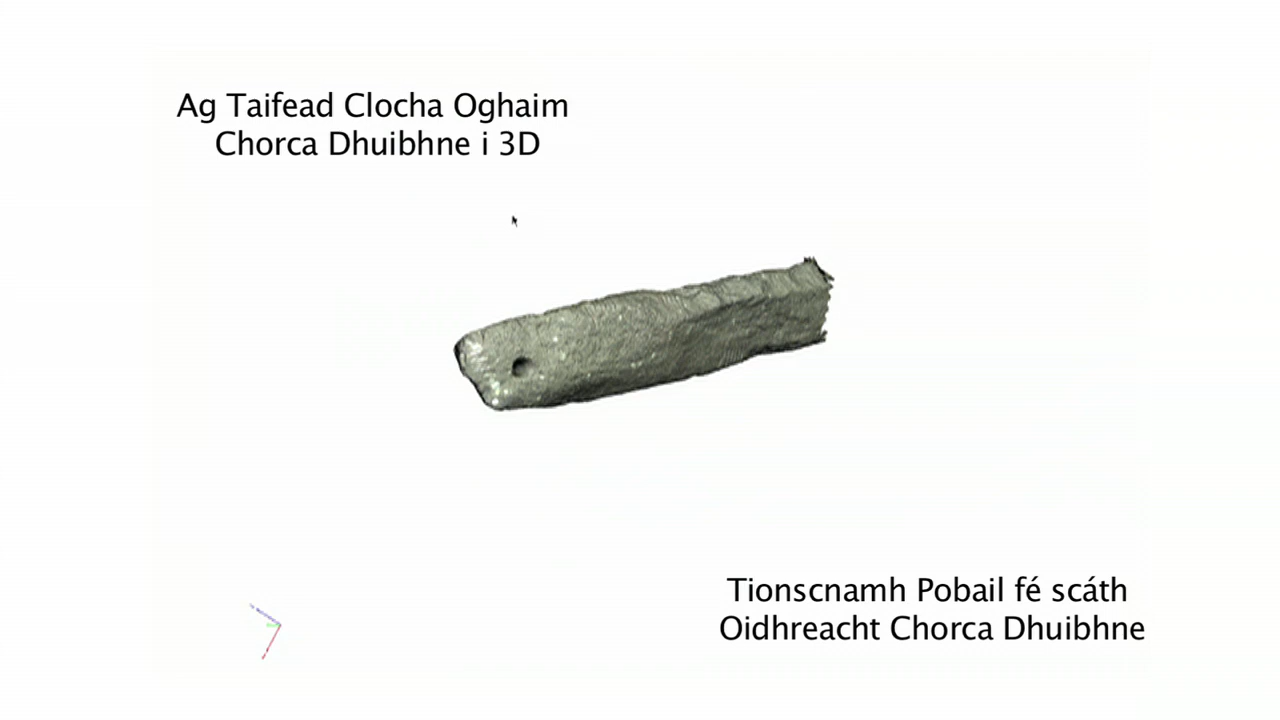 Ag Taifead Clocha Oghaim
Chorca Dhuibhne i 3D
Tionscnamh Pobail fé scáth
Oidhreacht Chorca Dhuibhne